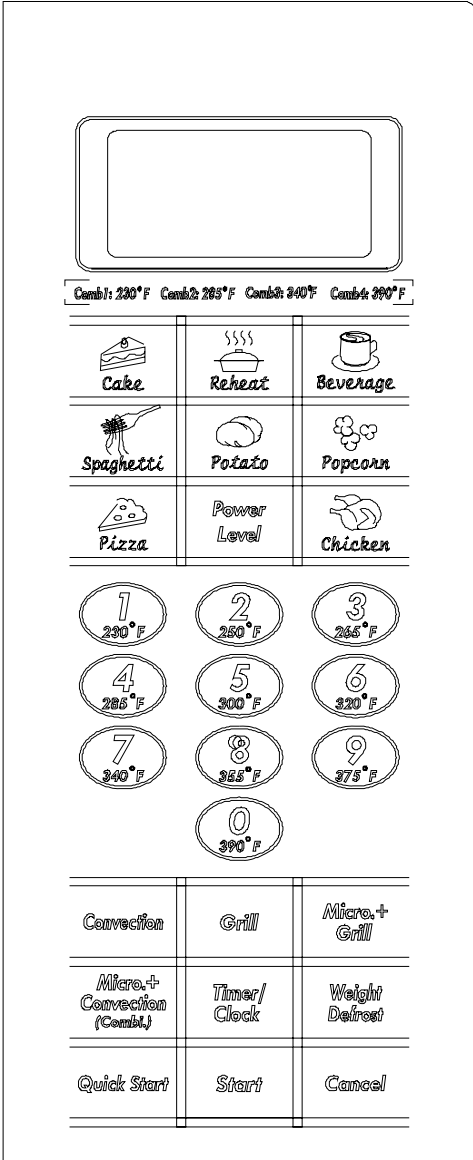 Comb1: 230°F Comb2: 285°F Comb3: 340°F Comb4: 390°F
Cake
Reheat
Beverage
Spaghetti
Potato
Popcorn
Pizza
Power
Level
Chicken
1
230°F
2
250°F
3
265°F
4
285°F
5
300°F
6
320°F
7
340°F
8
355°F
9
375°F
0
390°F
Convection
Grill
Micro.+
Grill
Micro.+
Convection
(Combi.)
Timer/
Clock
Weight
Defrost
Quick Start
Start
Cancel